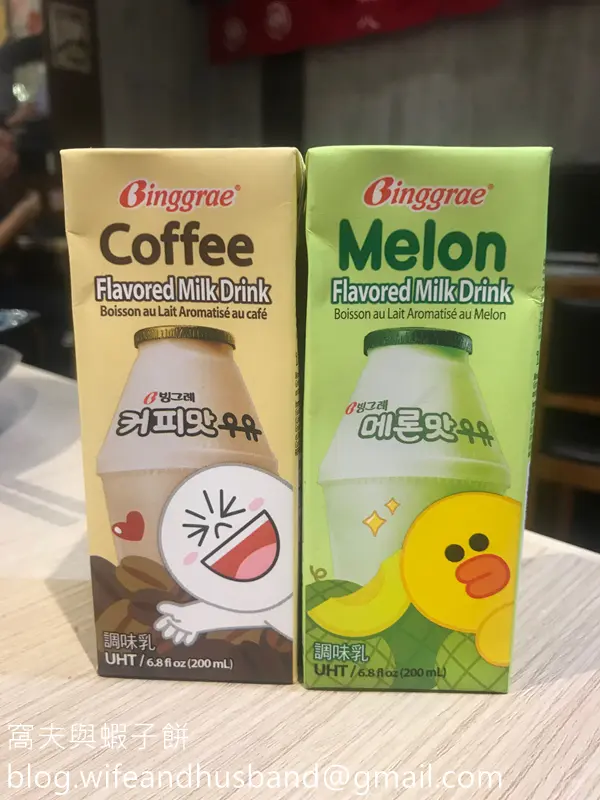 Binggrae®
Coffee
Flavored Milk Drink
Boisson au Lait Aromatisé au café
빙그레
커피맛우유
調味乳
UHT / 6.8 fl oz (200 mL)
Binggrae®
Melon
Flavored Milk Drink
Boisson au Lait Aromatisé au Melon
빙그레
메론맛우유
調味乳
UHT / 6.8 fl oz (200 mL)
窩夫與蝦子餅
blog.wifeandhusband@gmail.com